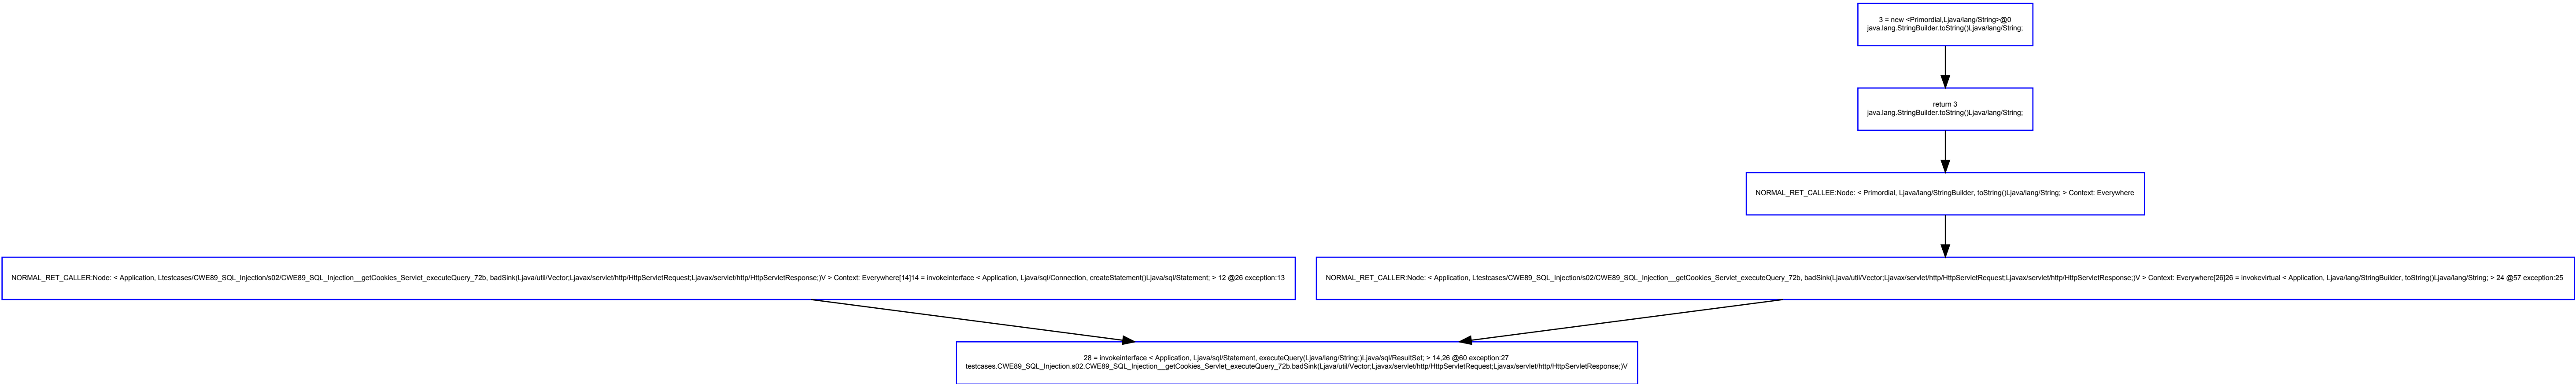 3 = new <Primordial,Ljava/lang/String>@0
java.lang.StringBuilder.toString()Ljava/lang/String;
return 3
java.lang.StringBuilder.toString()Ljava/lang/String;
NORMAL_RET_CALLEE:Node: < Primordial, Ljava/lang/StringBuilder, toString()Ljava/lang/String; > Context: Everywhere
NORMAL_RET_CALLER:Node: < Application, Ltestcases/CWE89_SQL_Injection/s02/CWE89_SQL_Injection__getCookies_Servlet_executeQuery_72b, badSink(Ljava/util/Vector;Ljavax/servlet/http/HttpServletRequest;Ljavax/servlet/http/HttpServletResponse;)V > Context: Everywhere[14]14 = invokeinterface < Application, Ljava/sql/Connection, createStatement()Ljava/sql/Statement; > 12 @26 exception:13
NORMAL_RET_CALLER:Node: < Application, Ltestcases/CWE89_SQL_Injection/s02/CWE89_SQL_Injection__getCookies_Servlet_executeQuery_72b, badSink(Ljava/util/Vector;Ljavax/servlet/http/HttpServletRequest;Ljavax/servlet/http/HttpServletResponse;)V > Context: Everywhere[26]26 = invokevirtual < Application, Ljava/lang/StringBuilder, toString()Ljava/lang/String; > 24 @57 exception:25
28 = invokeinterface < Application, Ljava/sql/Statement, executeQuery(Ljava/lang/String;)Ljava/sql/ResultSet; > 14,26 @60 exception:27
testcases.CWE89_SQL_Injection.s02.CWE89_SQL_Injection__getCookies_Servlet_executeQuery_72b.badSink(Ljava/util/Vector;Ljavax/servlet/http/HttpServletRequest;Ljavax/servlet/http/HttpServletResponse;)V